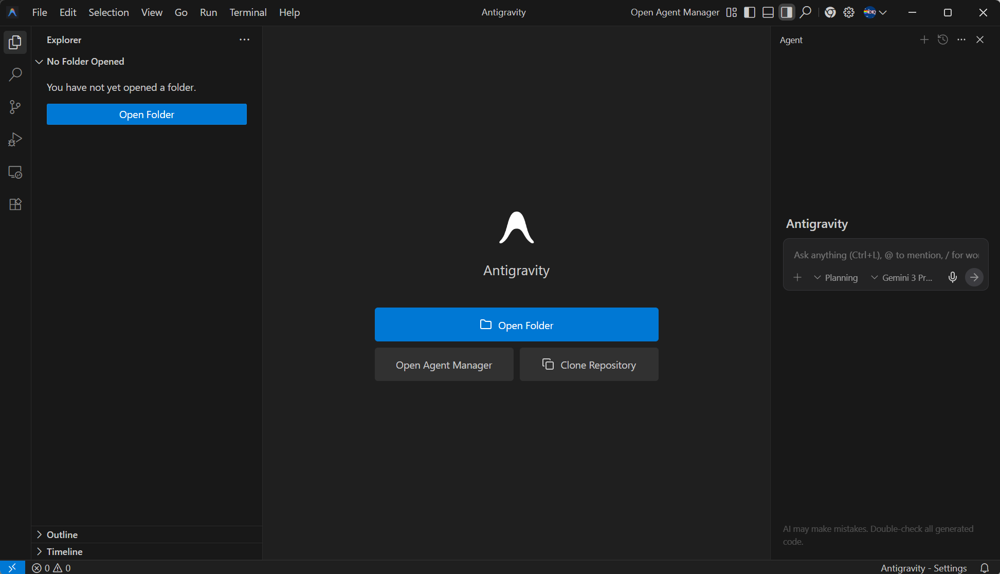 File Edit Selection View Go Run Terminal Help
Antigravity
Open Agent Manager
Explorer
No Folder Opened
You have not yet opened a folder.
Open Folder
Outline
Timeline
Antigravity
Open Folder
Open Agent Manager
Clone Repository
Agent
Antigravity
Ask anything (Ctrl+L), @ to mention, / for wo
Planning
Gemini 3 Pr...
AI may make mistakes. Double-check all generated
code.
0 0
Antigravity - Settings